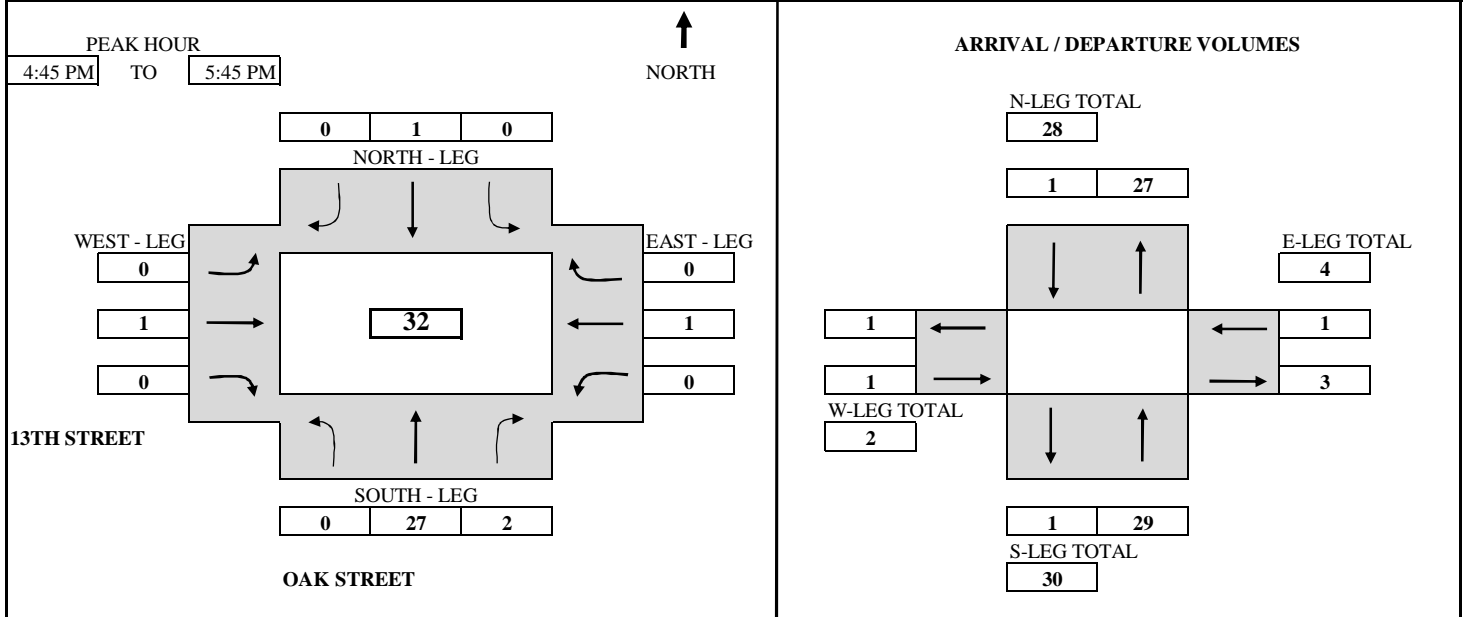 PEAK HOUR
4:45 PM TO 5:45 PM
NORTH
0 1 0
NORTH - LEG
WEST - LEG
EAST - LEG
0
0
1
32
1
0
0
13TH STREET
SOUTH - LEG
0 27 2
OAK STREET
ARRIVAL / DEPARTURE VOLUMES
N-LEG TOTAL
28
1 27
E-LEG TOTAL
4
1
1
1
3
W-LEG TOTAL
2
1 29
S-LEG TOTAL
30